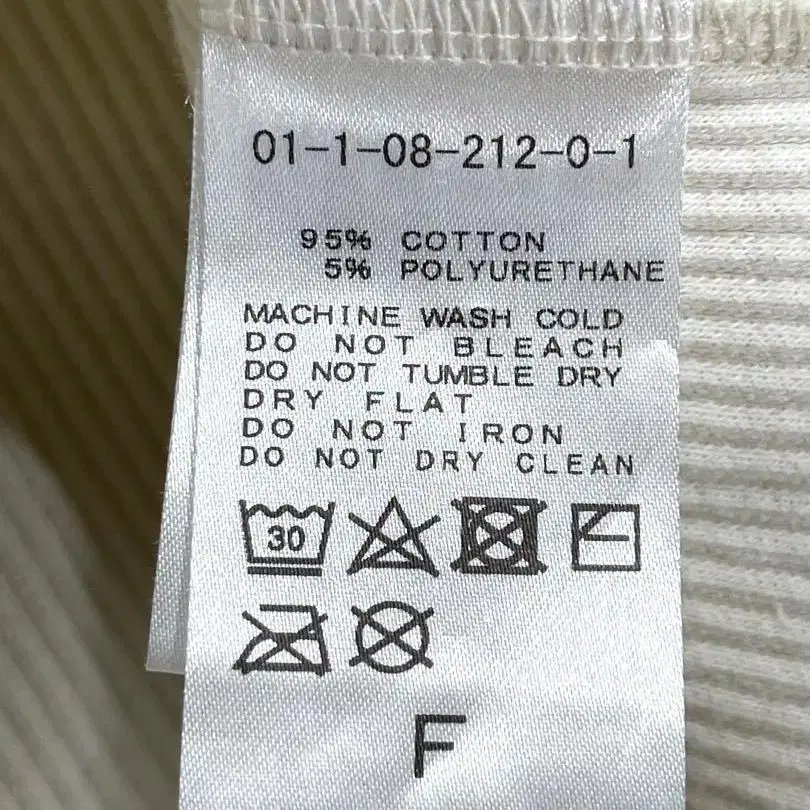 01-1-08-212-0-1
95% COTTON
5% POLYURETHANE
MACHINE WASH COLD
DO NOT BLEACH
DO NOT TUMBLE DRY
DRY FLAT
DO NOT IRON
DO NOT DRY CLEAN
30
F